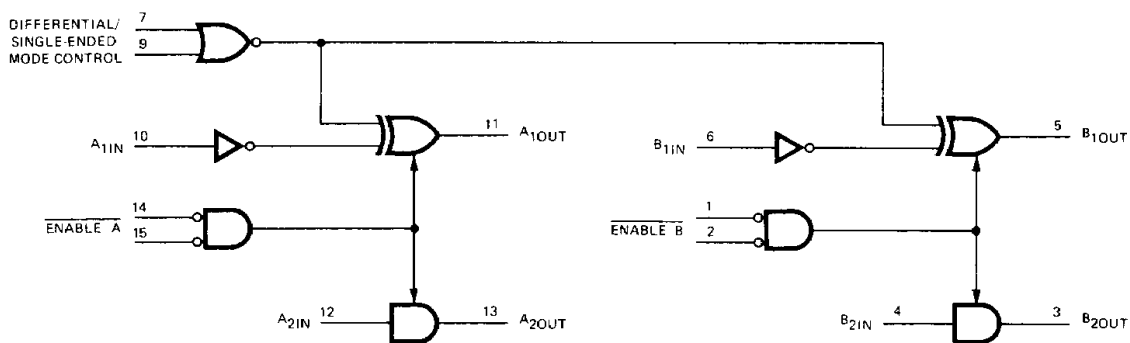 DIFFERENTIAL/
SINGLE-ENDED
MODE CONTROL
7
9
A1IN
10
11
A1OUT
B1IN
6
5
B1OUT
ENABLE A
14
15
ENABLE B
1
2
A2IN
12
13
A2OUT
B2IN
4
3
B2OUT